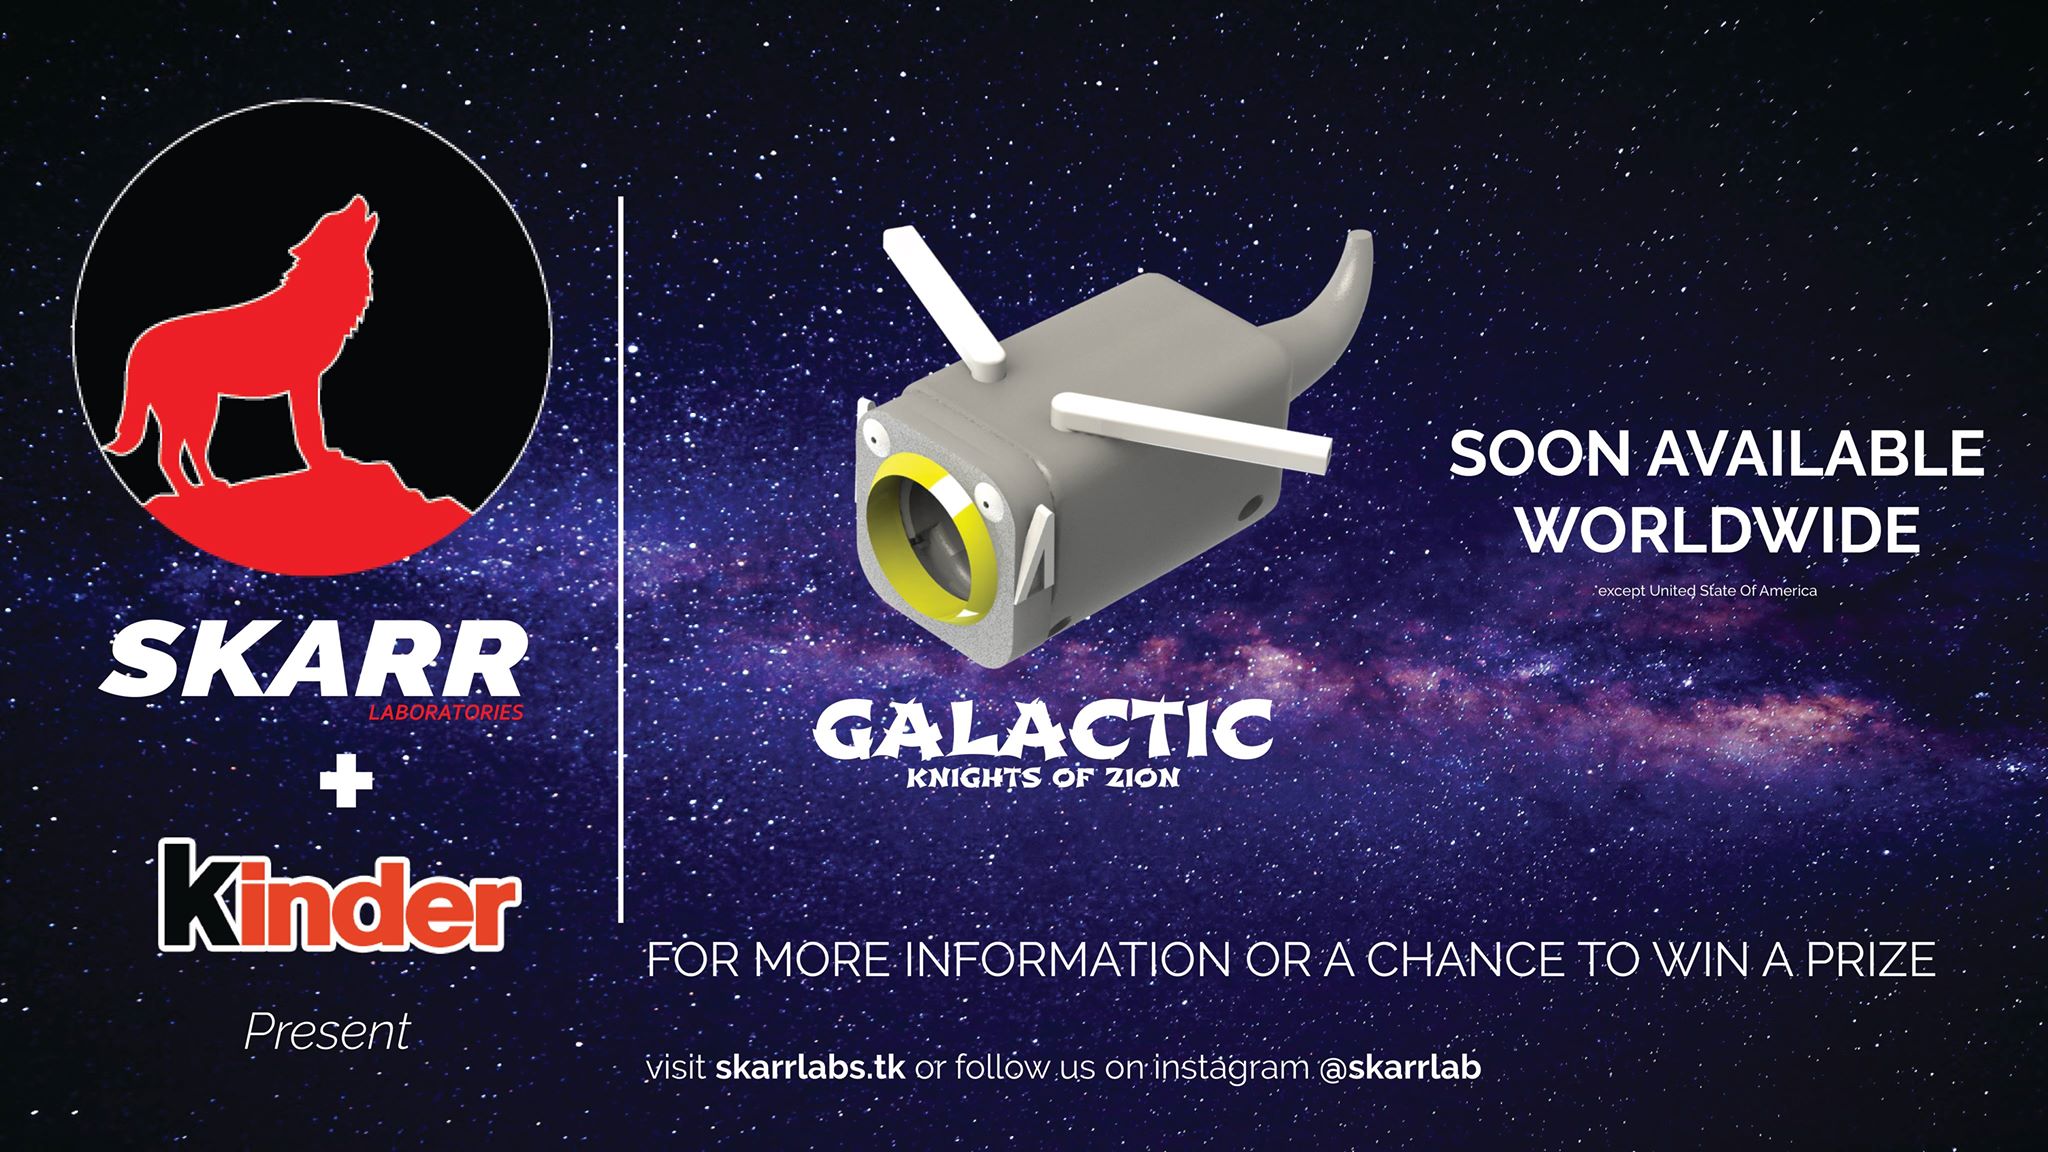 SKARR
LABORATORIES
+
Kinder
Present
GALACTIC
KNIGHTS OF ZION
SOON AVAILABLE
WORLDWIDE
*except United State Of America
FOR MORE INFORMATION OR A CHANCE TO WIN A PRIZE
visit skarrlabs.tk or follow us on instagram @skarrlab